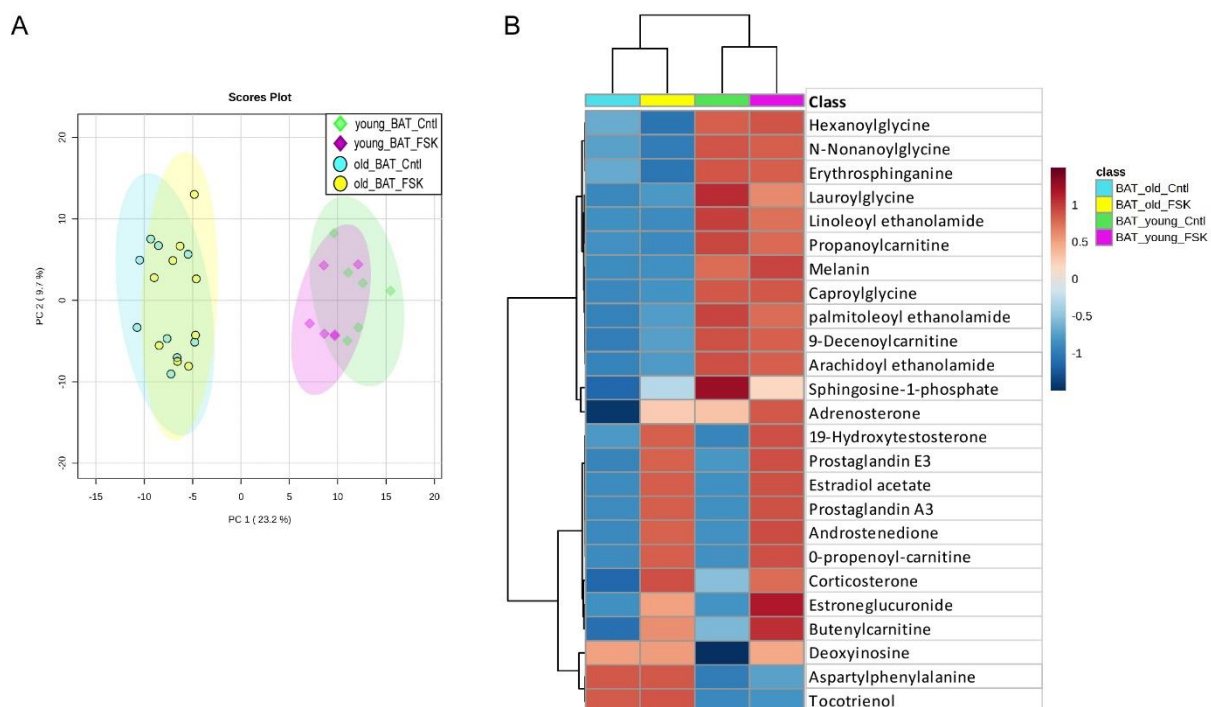 A
Scores Plot
young_BAT_Cntl
young_BAT_FSK
old_BAT_Cntl
old_BAT_FSK
20
10
0
-10
-20
PC 2 ( 9.7 %)
-15 -10 -5 0 5 10 15 20
PC 1 ( 23.2 %)
B
Class
Hexanoylglycine
N-Nonanoylglycine
Erythrosphinganine
Lauroylglycine
Linoleoyl ethanolamide
Propanoylcarnitine
Melanin
Caproylglycine
palmitoleoyl ethanolamide
9-Decenoylcarnitine
Arachidoyl ethanolamide
Sphingosine-1-phosphate
Adrenosterone
19-Hydroxytestosterone
Prostaglandin E3
Estradiol acetate
Prostaglandin A3
Androstenedione
0-propenoyl-carnitine
Corticosterone
Estroneglucuronide
Butenylcarnitine
Deoxyinosine
Aspartylphenylalanine
Tocotrienol
1
0.5
0
-0.5
-1
class
BAT_old_Cntl
BAT_old_FSK
BAT_young_Cntl
BAT_young_FSK